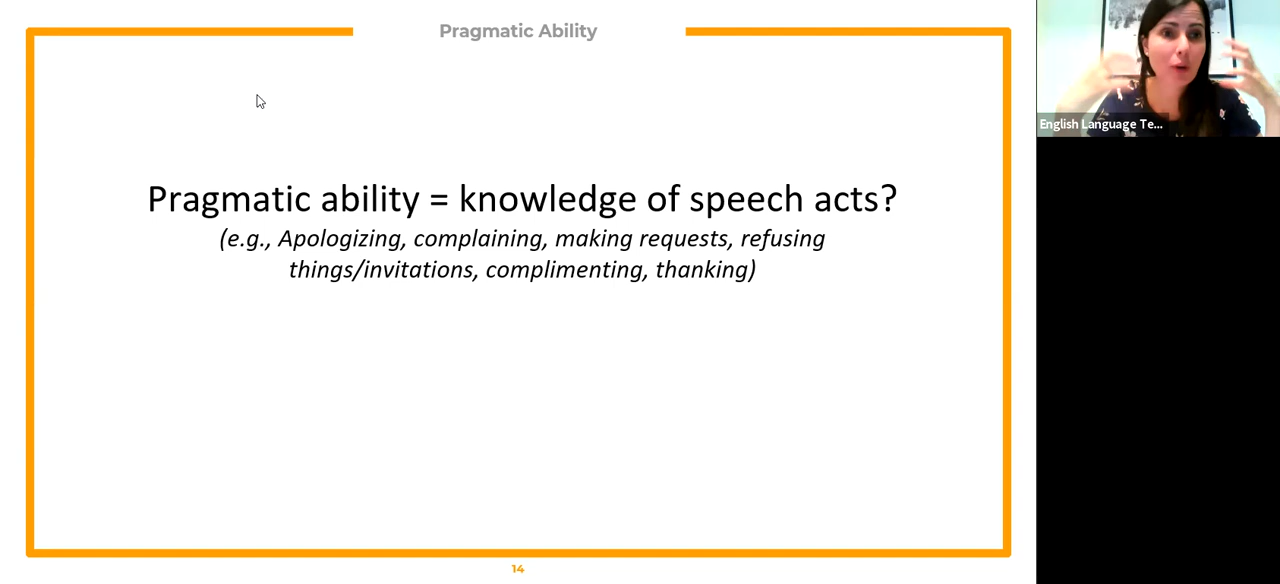 Pragmatic Ability
Pragmatic ability = knowledge of speech acts?
(e.g., Apologizing, complaining, making requests, refusing
things/invitations, complimenting, thanking)
14
English Language Te...